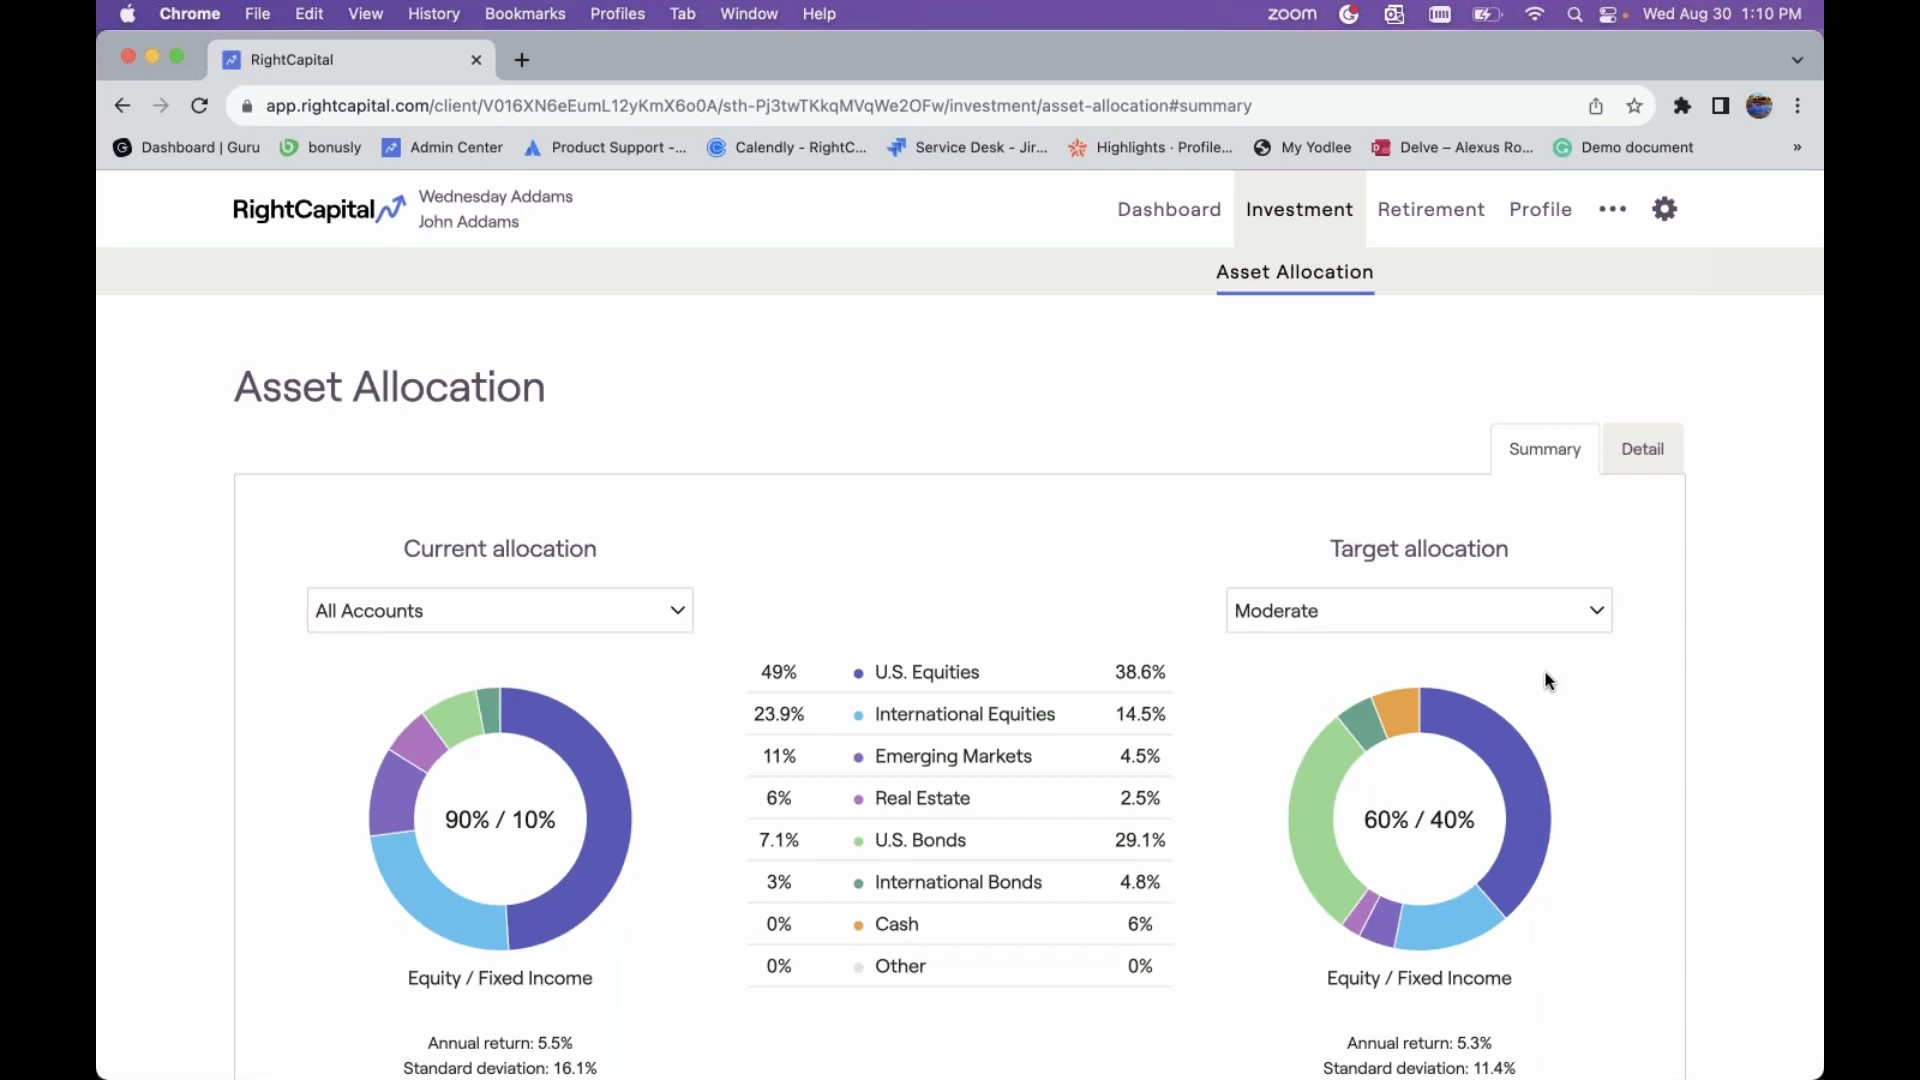 Chrome File Edit View History Bookmarks Profiles Tab Window Help zoom Wed Aug 30 1:10 PM
RightCapital
app.rightcapital.com/client/V016XN6eEumL12yKmX6o0A/sth-Pj3twTKkqMVqWe2OFw/investment/asset-allocation#summary
Dashboard | Guru bonusly Admin Center Product Support -... Calendly - RightC... Service Desk - Jir... Highlights · Profile... My Yodlee Delve – Alexus Ro... Demo document »
RightCapital Wednesday Addams
John Addams
Dashboard Investment Retirement Profile
Asset Allocation
Asset Allocation
Summary Detail
Current allocation Target allocation
All Accounts Moderate
49% U.S. Equities 38.6%
23.9% International Equities 14.5%
11% Emerging Markets 4.5%
6% Real Estate 2.5%
90% / 10% 60% / 40%
7.1% U.S. Bonds 29.1%
3% International Bonds 4.8%
0% Cash 6%
0% Other 0%
Equity / Fixed Income Equity / Fixed Income
Annual return: 5.5% Annual return: 5.3%
Standard deviation: 16.1% Standard deviation: 11.4%